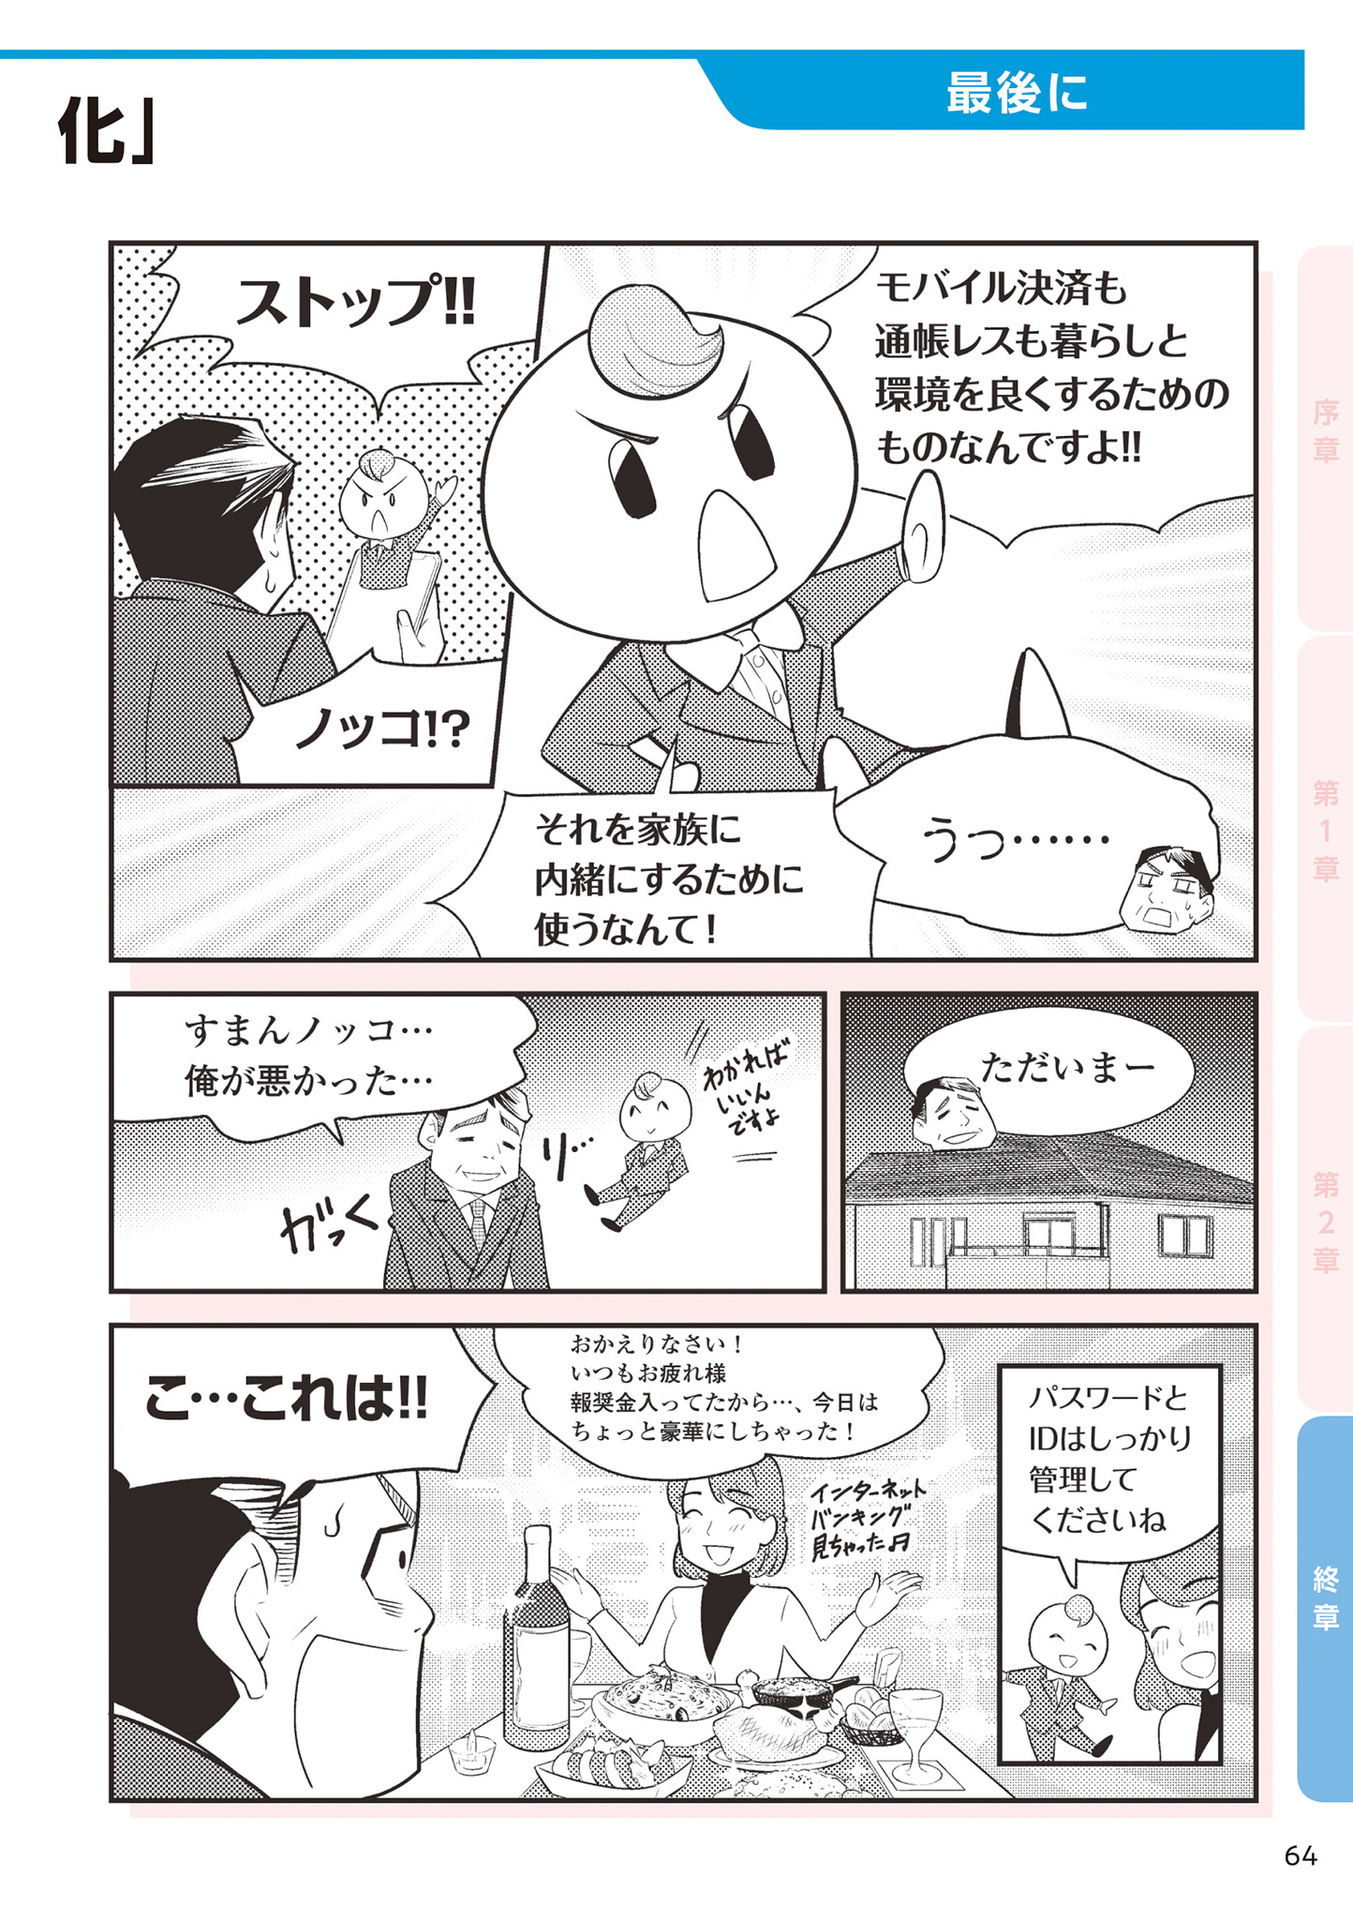 最後に
化」
ストップ!!
ノッコ!?
モバイル決済も
通帳レスも暮らしと
環境を良くするための
ものなんですよ!!
それを家族に
内緒にするために
使うなんて!
うっ……
すまんノッコ…
俺が悪かった…
がっくり…
わかれば
いいん
ですよ
ただいまー
こ…これは!!
おかえりなさい!
いつもお疲れ様
報奨金入ってたから…、今日は
ちょっと豪華にしちゃった!
インターネット
バンキング
見ちゃった♬
パスワードと
IDはしっかり
管理して
くださいね
序章
第1章
第2章
終章
64